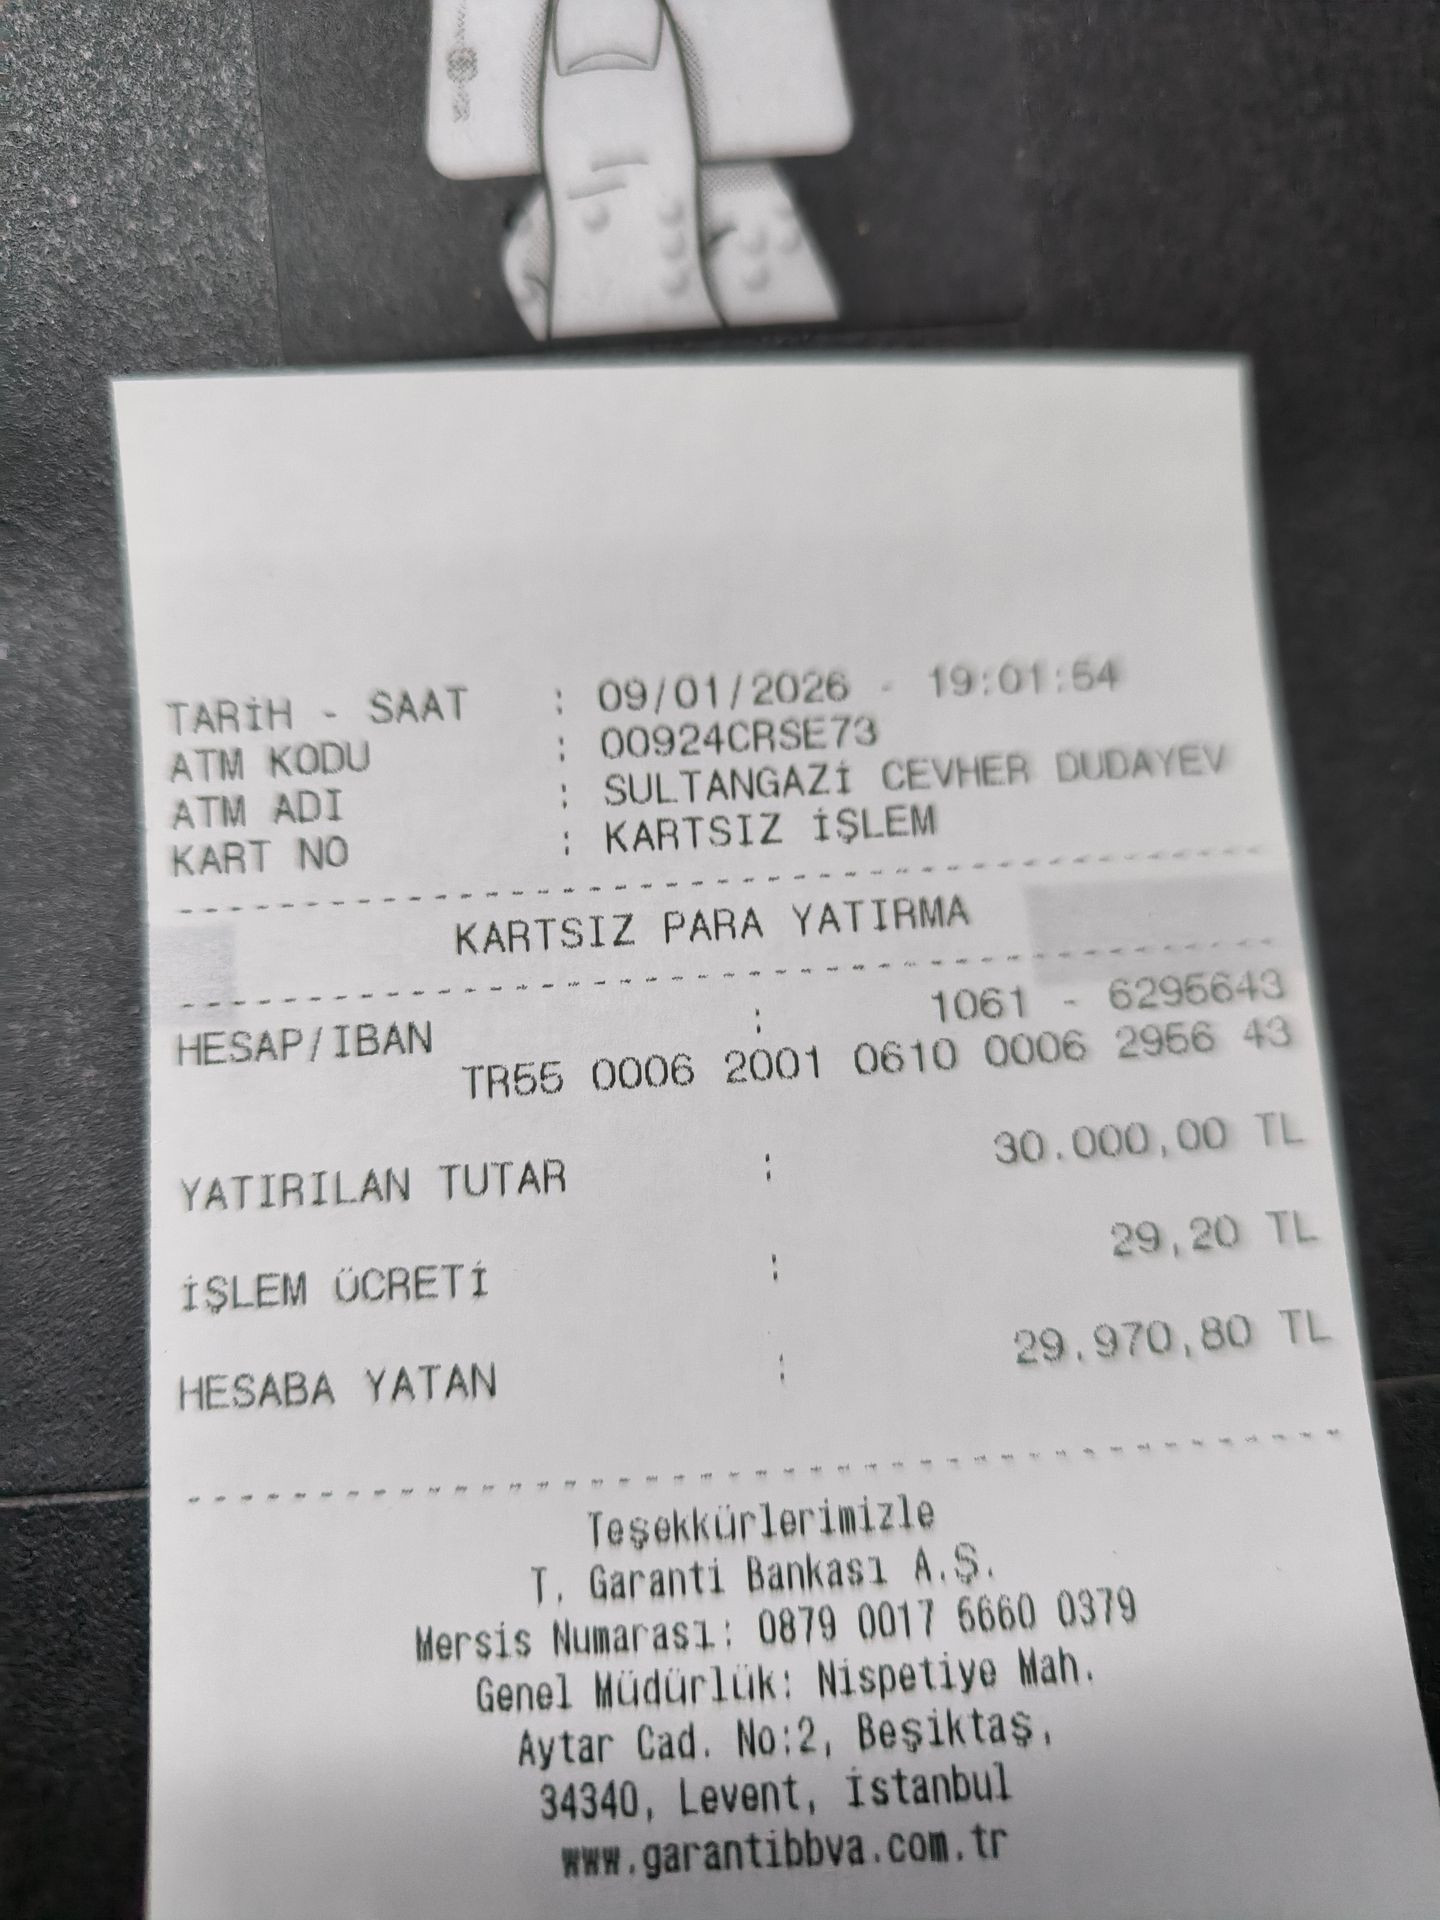 TARİH - SAAT : 09/01/2026 - 19:01:54
ATM KODU : 00924CRSE73
ATM ADI : SULTANGAZİ CEVHER DUDAYEV
KART NO : KARTSIZ İŞLEM
KARTSIZ PARA YATIRMA
HESAP/IBAN : 1061 - 6295643
TR55 0006 2001 0610 0006 2956 43
YATIRILAN TUTAR : 30.000,00 TL
İŞLEM ÜCRETİ : 29,20 TL
HESABA YATAN : 29.970,80 TL
Teşekkürlerimizle
T. Garanti Bankası A.Ş.
Mersis Numarası: 0879 0017 6660 0379
Genel Müdürlük: Nispetiye Mah.
Aytar Cad. No:2, Beşiktaş,
34340, Levent, İstanbul
www.garantibbva.com.tr